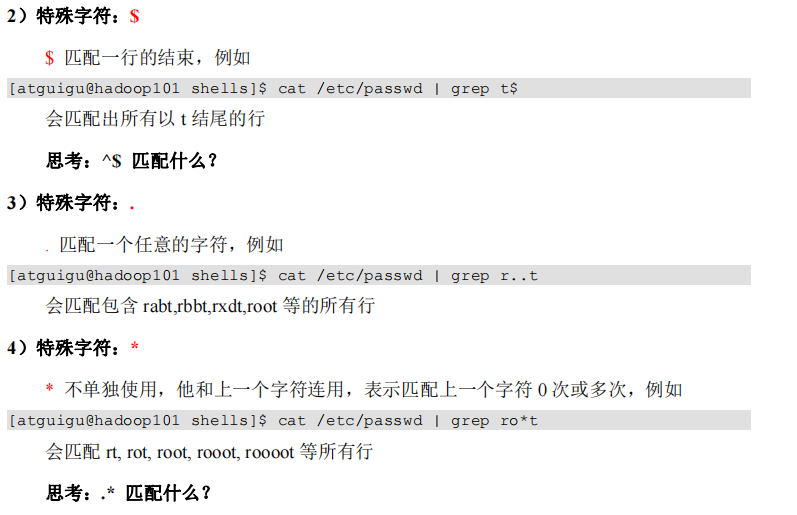 2）特殊字符：$
$ 匹配一行的结束，例如
[atguigu@hadoop101 shells]$ cat /etc/passwd | grep t$
会匹配出所有以 t 结尾的行
思考：^$ 匹配什么？
3）特殊字符：.
. 匹配一个任意的字符，例如
[atguigu@hadoop101 shells]$ cat /etc/passwd | grep r..t
会匹配包含 rabt,rbbt,rxdt,root 等的所有行
4）特殊字符：*
* 不单独使用，他和上一个字符连用，表示匹配上一个字符 0 次或多次，例如
[atguigu@hadoop101 shells]$ cat /etc/passwd | grep ro*t
会匹配 rt, rot, root, rooot, roooot 等所有行
思考：.* 匹配什么？